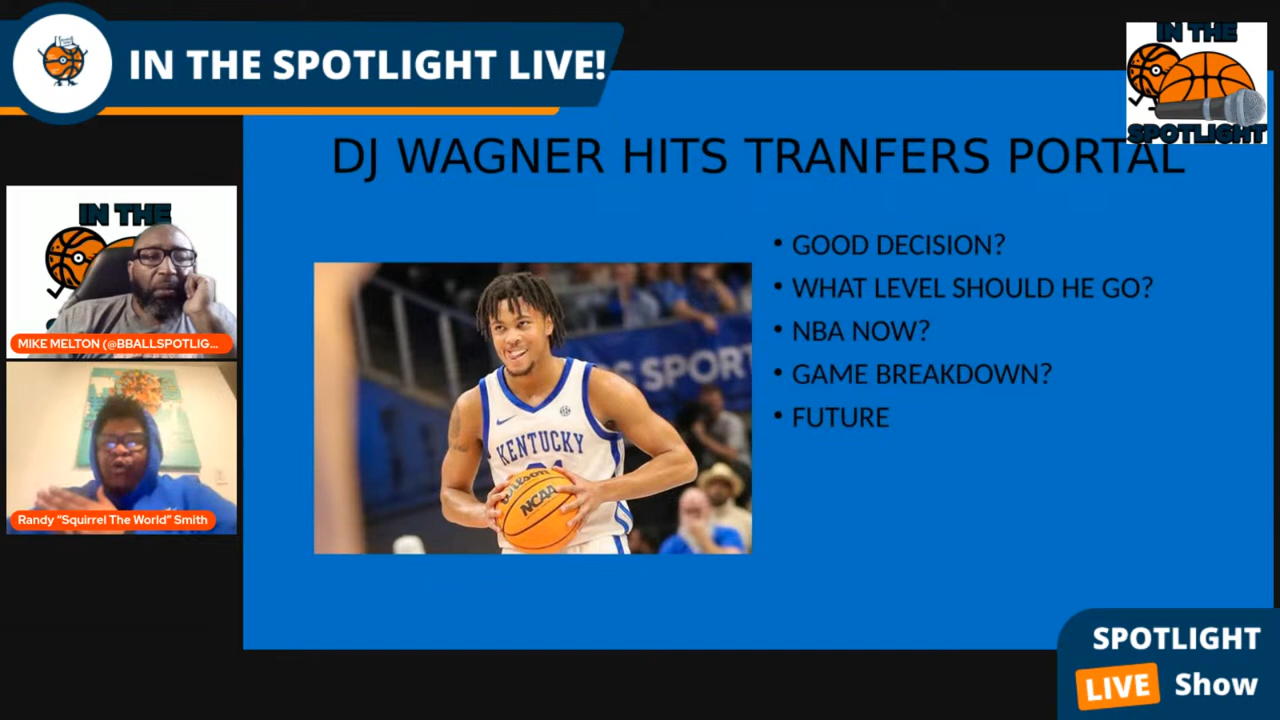 IN THE SPOTLIGHT LIVE!
IN THE
SPOTLIGHT
DJ WAGNER HITS TRANFERS PORTAL
IN THE
MIKE MELTON (@BBALLSPOTLIG...
Randy "Squirrel The World" Smith
SPORT
KENTUCKY
Wilson
NCAA
• GOOD DECISION?
• WHAT LEVEL SHOULD HE GO?
• NBA NOW?
• GAME BREAKDOWN?
• FUTURE
SPOTLIGHT
LIVE Show